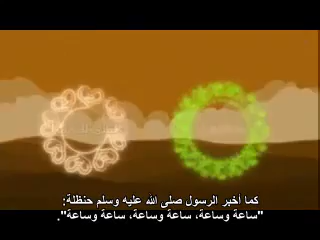 كما أخبر الرسول صلى الله عليه وسلم حنظلة:
"ساعة وساعة، ساعة وساعة، ساعة وساعة".